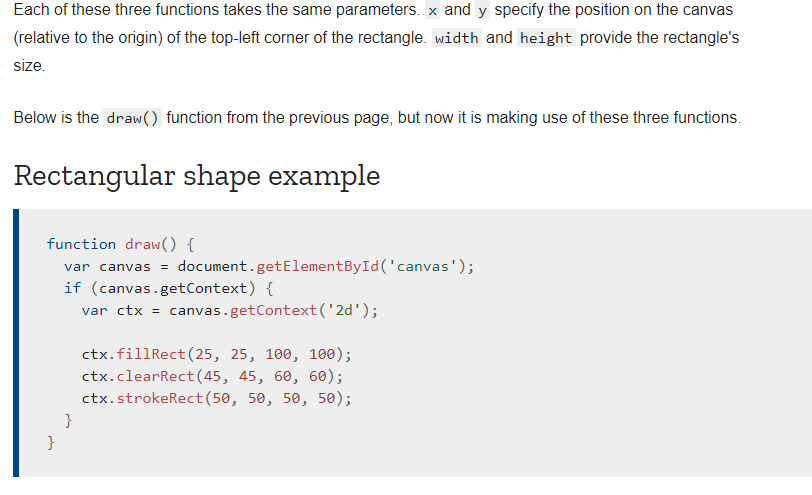 Each of these three functions takes the same parameters. x and y specify the position on the canvas
(relative to the origin) of the top-left corner of the rectangle. width and height provide the rectangle's
size.
Below is the draw() function from the previous page, but now it is making use of these three functions.
Rectangular shape example
function draw() {
  var canvas = document.getElementById('canvas');
  if (canvas.getContext) {
    var ctx = canvas.getContext('2d');
    ctx.fillRect(25, 25, 100, 100);
    ctx.clearRect(45, 45, 60, 60);
    ctx.strokeRect(50, 50, 50, 50);
  }
}